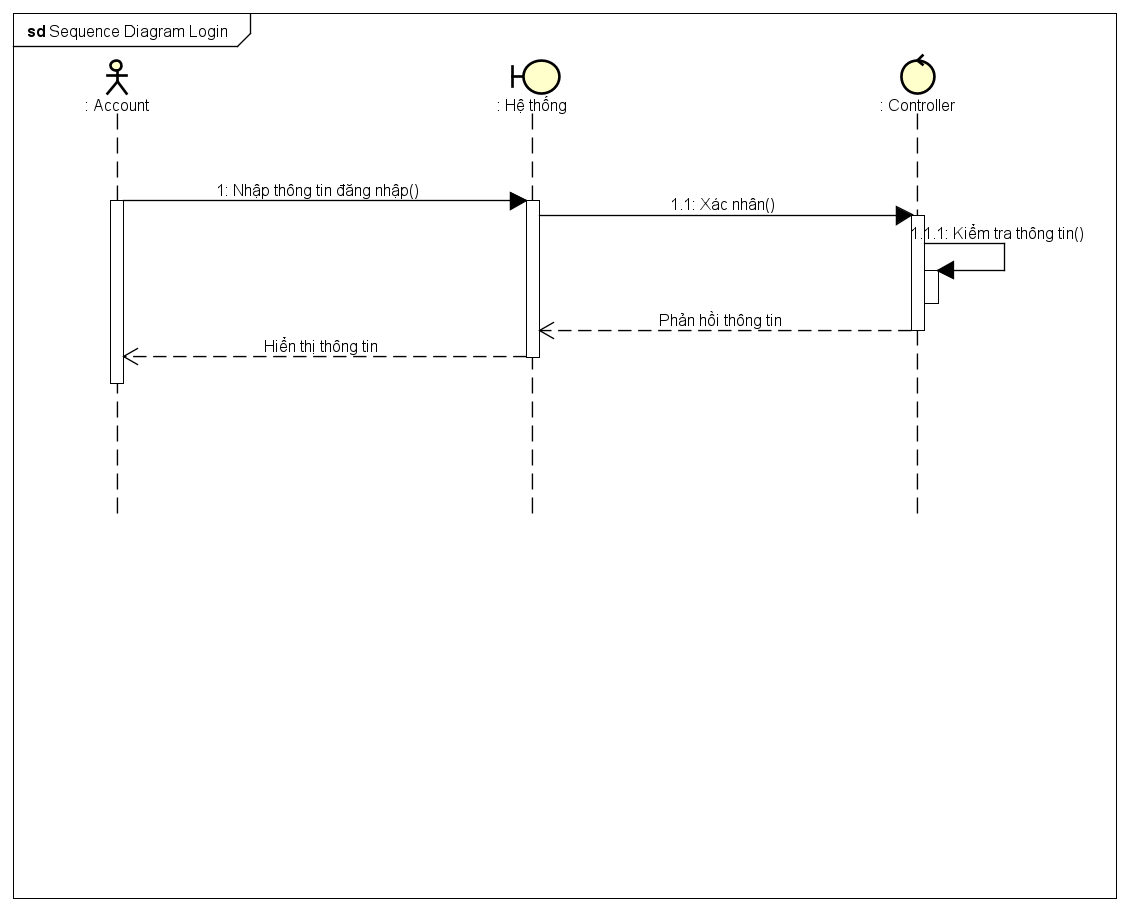 sd Sequence Diagram Login
: Account
: Hệ thống
: Controller
1: Nhập thông tin đăng nhập()
1.1: Xác nhân()
1.1.1: Kiểm tra thông tin()
Phản hồi thông tin
Hiển thị thông tin